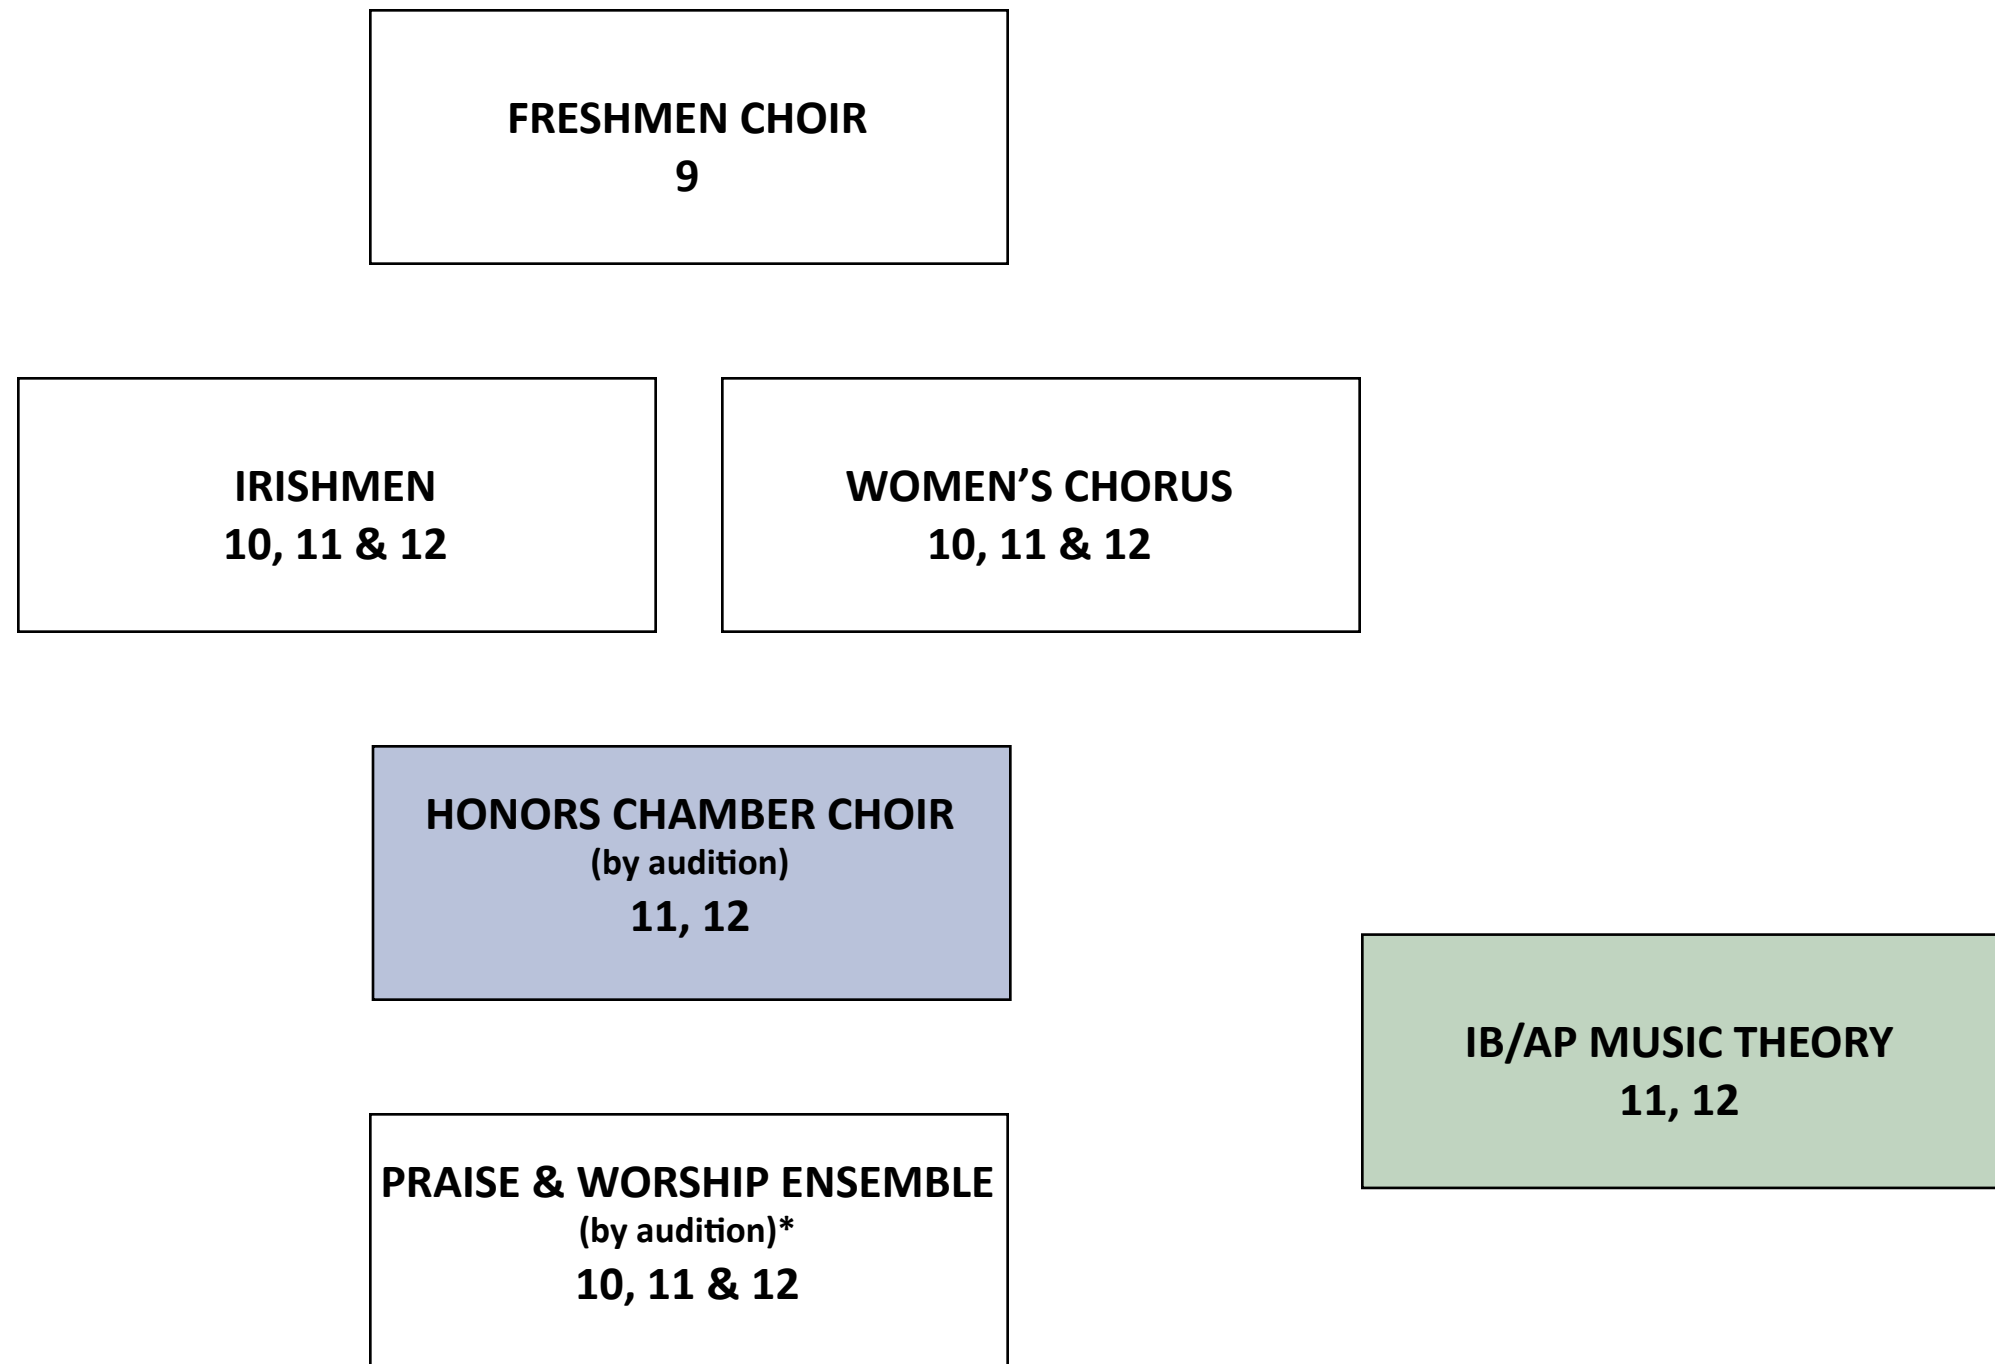 FRESHMEN CHOIR
9
IRISHMEN
10, 11 & 12
WOMEN’S CHORUS
10, 11 & 12
HONORS CHAMBER CHOIR
(by audition)
11, 12
IB/AP MUSIC THEORY
11, 12
PRAISE & WORSHIP ENSEMBLE
(by audition)*
10, 11 & 12